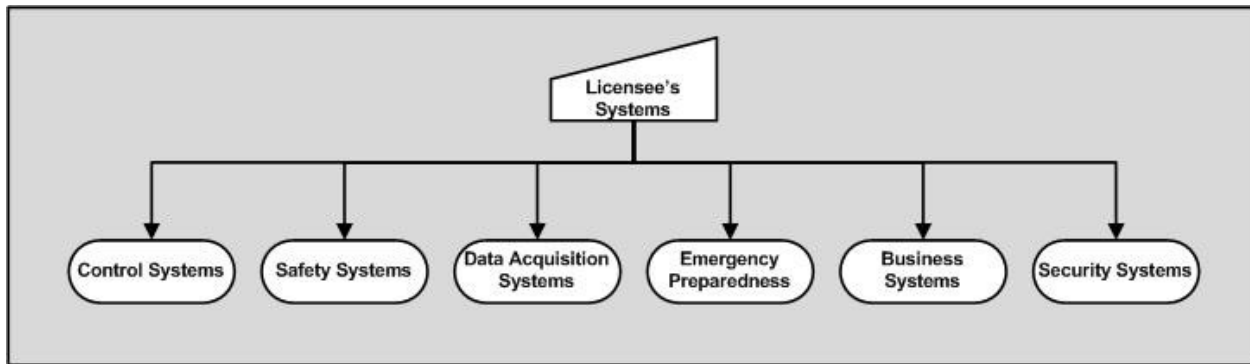 Licensee's
Systems
Control Systems
Safety Systems
Data Acquisition
Systems
Emergency
Preparedness
Business
Systems
Security Systems